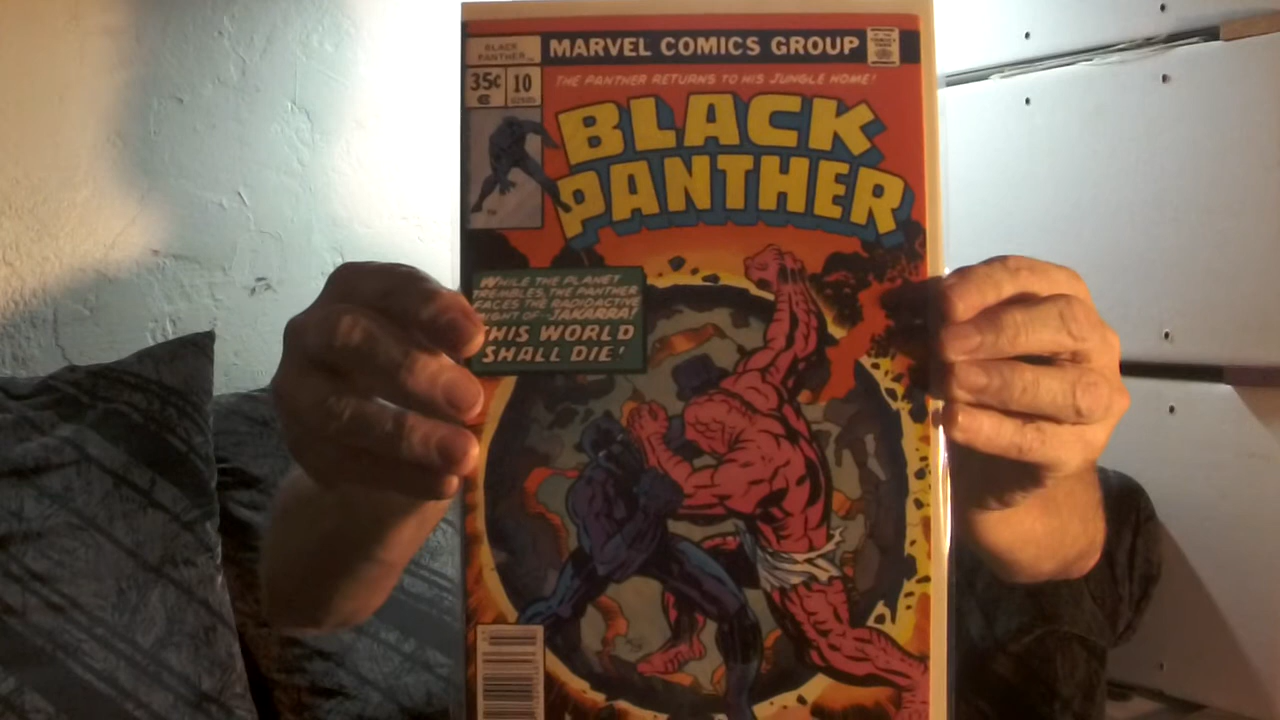 BLACK
PANTHER
MARVEL COMICS GROUP
35¢
10
THE PANTHER RETURNS TO HIS JUNGLE HOME!
BLACK
PANTHER
WHILE THE PLANET
TREMBLES, THE PANTHER
FACES THE RADIOACTIVE
MIGHT OF--JAKARRA!
THIS WORLD
SHALL DIE!